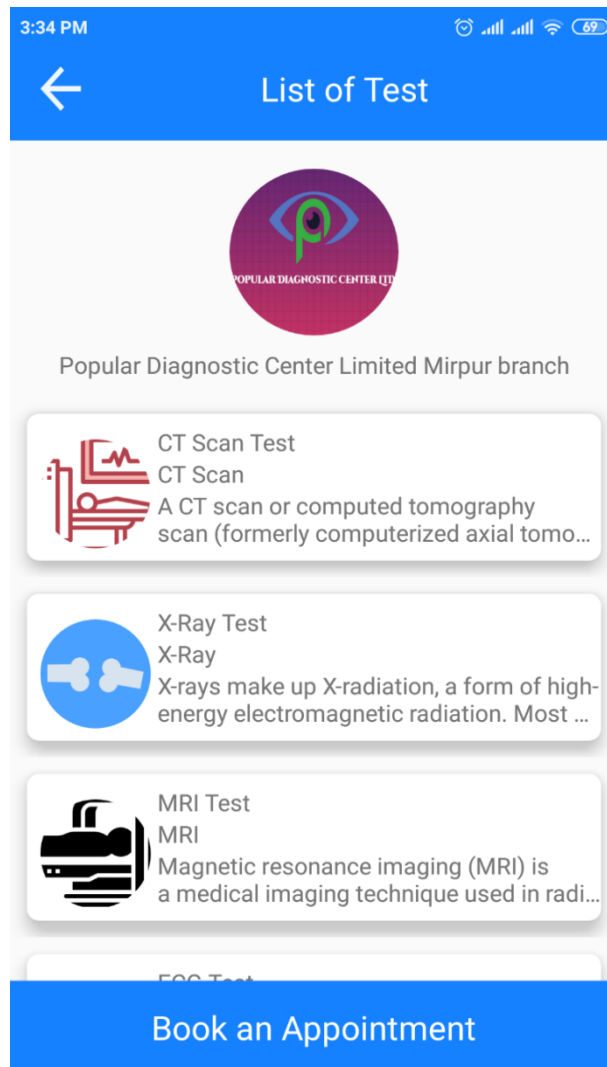 3:34 PM
69
List of Test
POPULAR DIAGNOSTIC CENTER LTD
Popular Diagnostic Center Limited Mirpur branch
CT Scan Test
CT Scan
A CT scan or computed tomography
scan (formerly computerized axial tomo...
X-Ray Test
X-Ray
X-rays make up X-radiation, a form of high-
energy electromagnetic radiation. Most ...
MRI Test
MRI
Magnetic resonance imaging (MRI) is
a medical imaging technique used in radi...
Test
Book an Appointment